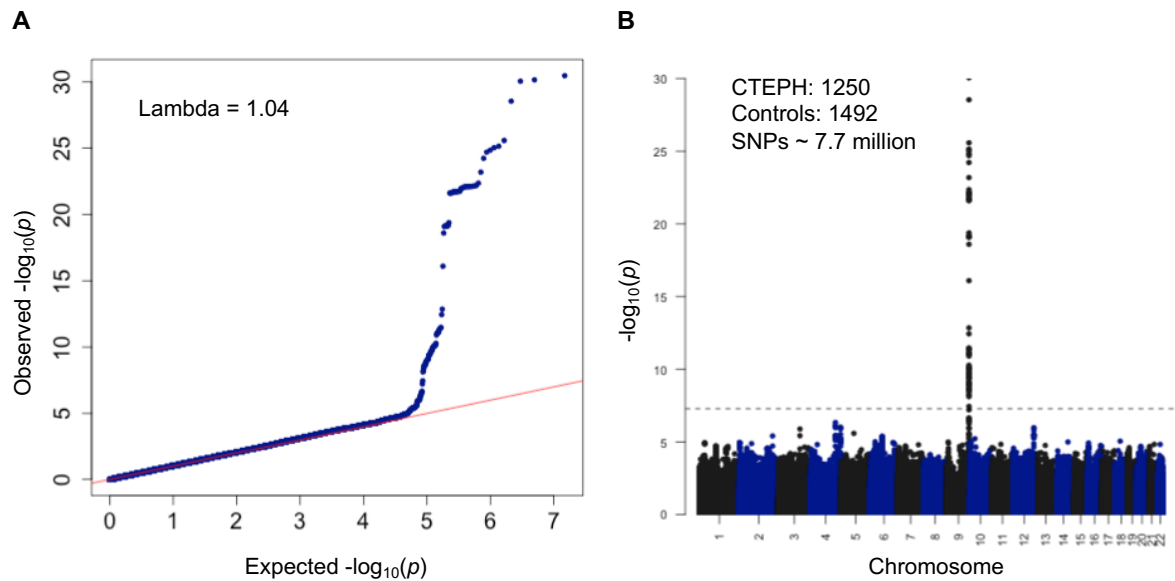 A
Lambda = 1.04
Observed -log10(p)
30
25
20
15
10
5
0
0 1 2 3 4 5 6 7
Expected -log10(p)
B
CTEPH: 1250
Controls: 1492
SNPs ~ 7.7 million
-log10(p)
30
25
20
15
10
5
0
1 2 3 4 5 6 7 8 9 10 11 12 13 14 15 16 17 18 19 20 21 22
Chromosome